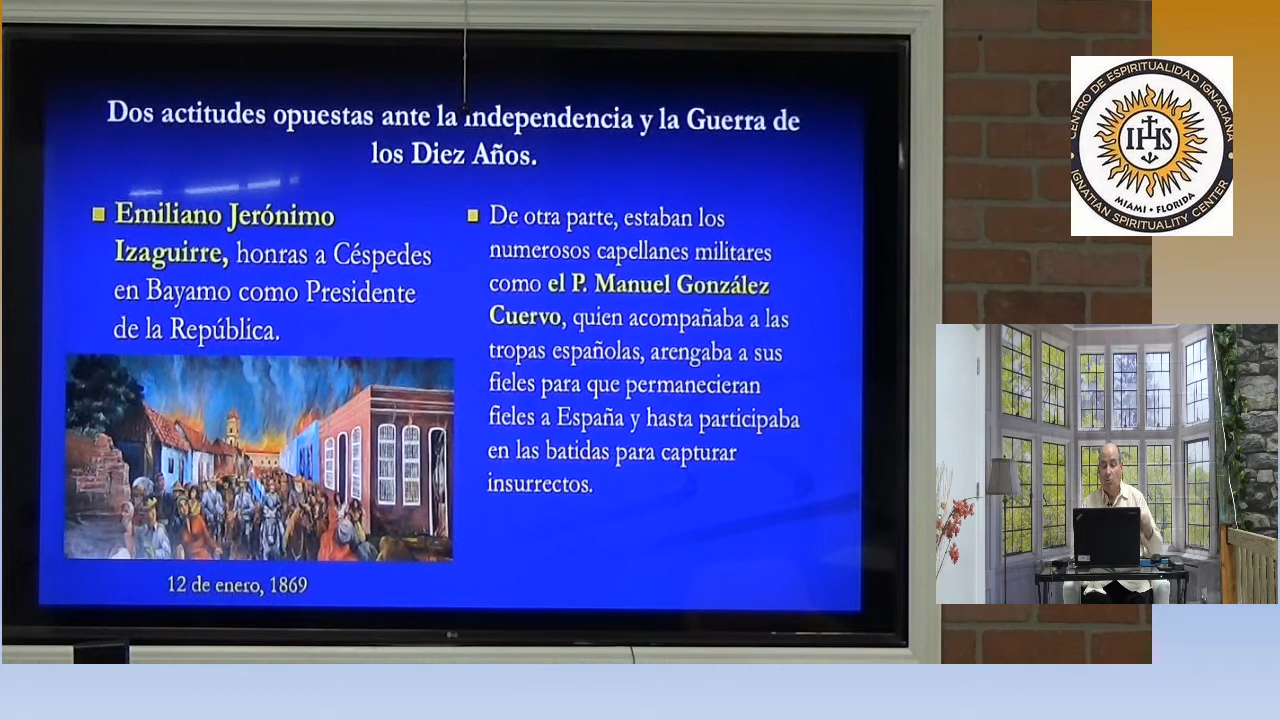 Dos actitudes opuestas ante la independencia y la Guerra de
los Diez Años.
Emiliano Jerónimo
Izaguirre, honras a Céspedes
en Bayamo como Presidente
de la República.
12 de enero, 1869
De otra parte, estaban los
numerosos capellanes militares
como el P. Manuel González
Cuervo, quien acompañaba a las
tropas españolas, arengaba a sus
fieles para que permanecieran
fieles a España y hasta participaba
en las batidas para capturar
insurrectos.
LG
CENTRO DE ESPIRITUALIDAD IGNACIANA
IHS
MIAMI • FLORIDA
IGNATIAN SPIRITUALITY CENTER